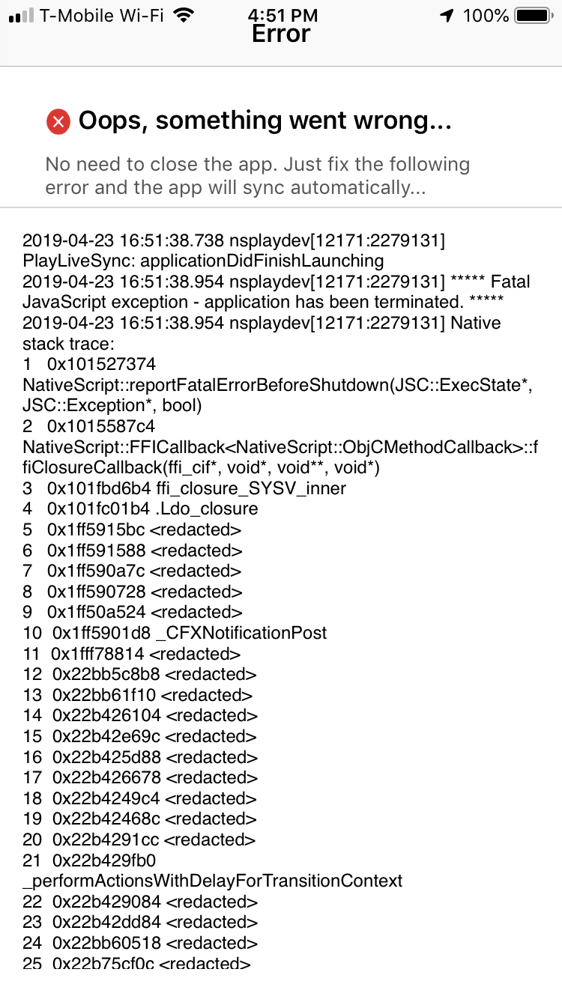 T-Mobile Wi-Fi 4:51 PM 100%
Error
Oops, something went wrong...
No need to close the app. Just fix the following
error and the app will sync automatically...
2019-04-23 16:51:38.738 nsplaydev[12171:2279131]
PlayLiveSync: applicationDidFinishLaunching
2019-04-23 16:51:38.954 nsplaydev[12171:2279131] ***** Fatal
JavaScript exception - application has been terminated. *****
2019-04-23 16:51:38.954 nsplaydev[12171:2279131] Native
stack trace:
1 0x101527374
NativeScript::reportFatalErrorBeforeShutdown(JSC::ExecState*,
JSC::Exception*, bool)
2 0x1015587c4
NativeScript::FFICallback<NativeScript::ObjCMethodCallback>::f
fiClosureCallback(ffi_cif*, void*, void**, void*)
3 0x101fbd6b4 ffi_closure_SYSV_inner
4 0x101fc01b4 .Ldo_closure
5 0x1ff5915bc <redacted>
6 0x1ff591588 <redacted>
7 0x1ff590a7c <redacted>
8 0x1ff590728 <redacted>
9 0x1ff50a524 <redacted>
10 0x1ff5901d8 _CFXNotificationPost
11 0x1fff78814 <redacted>
12 0x22bb5c8b8 <redacted>
13 0x22bb61f10 <redacted>
14 0x22b426104 <redacted>
15 0x22b42e69c <redacted>
16 0x22b425d88 <redacted>
17 0x22b426678 <redacted>
18 0x22b4249c4 <redacted>
19 0x22b42468c <redacted>
20 0x22b4291cc <redacted>
21 0x22b429fb0
_performActionsWithDelayForTransitionContext
22 0x22b429084 <redacted>
23 0x22b42dd84 <redacted>
24 0x22bb60518 <redacted>
25 0x22b75cf0c <redacted>